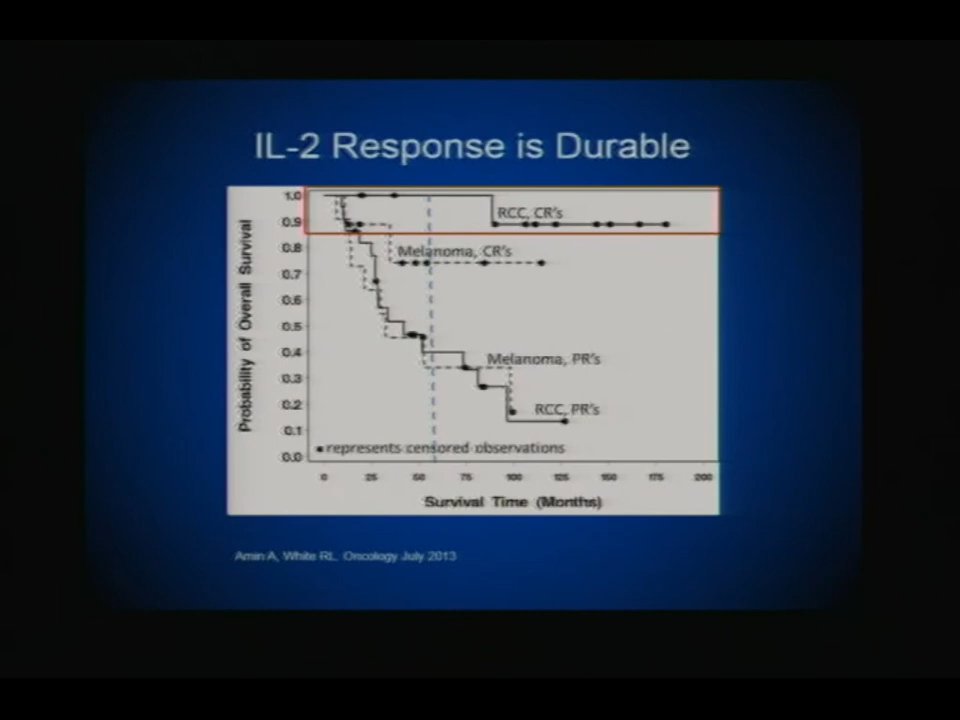 IL-2 Response is Durable
1.0
0.9
0.8
0.7
0.6
0.5
0.4
0.3
0.2
0.1
0.0
Probability of Overall Survival
RCC, CR's
Melanoma, CR's
Melanoma, PR's
RCC, PR's
represents censored observations
0 25 50 75 100 125 150 175 200
Survival Time (Months)
Amin A, White RL. Oncology July 2013